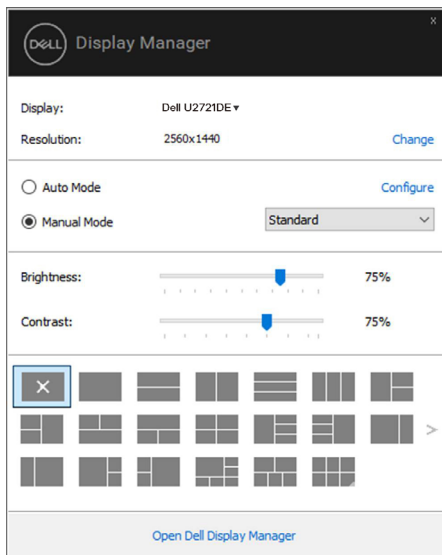 x
DELL Display Manager
Display: Dell U2721DE ▾
Resolution: 2560x1440 Change
Auto Mode Configure
Manual Mode Standard
Brightness: 75%
Contrast: 75%
Open Dell Display Manager